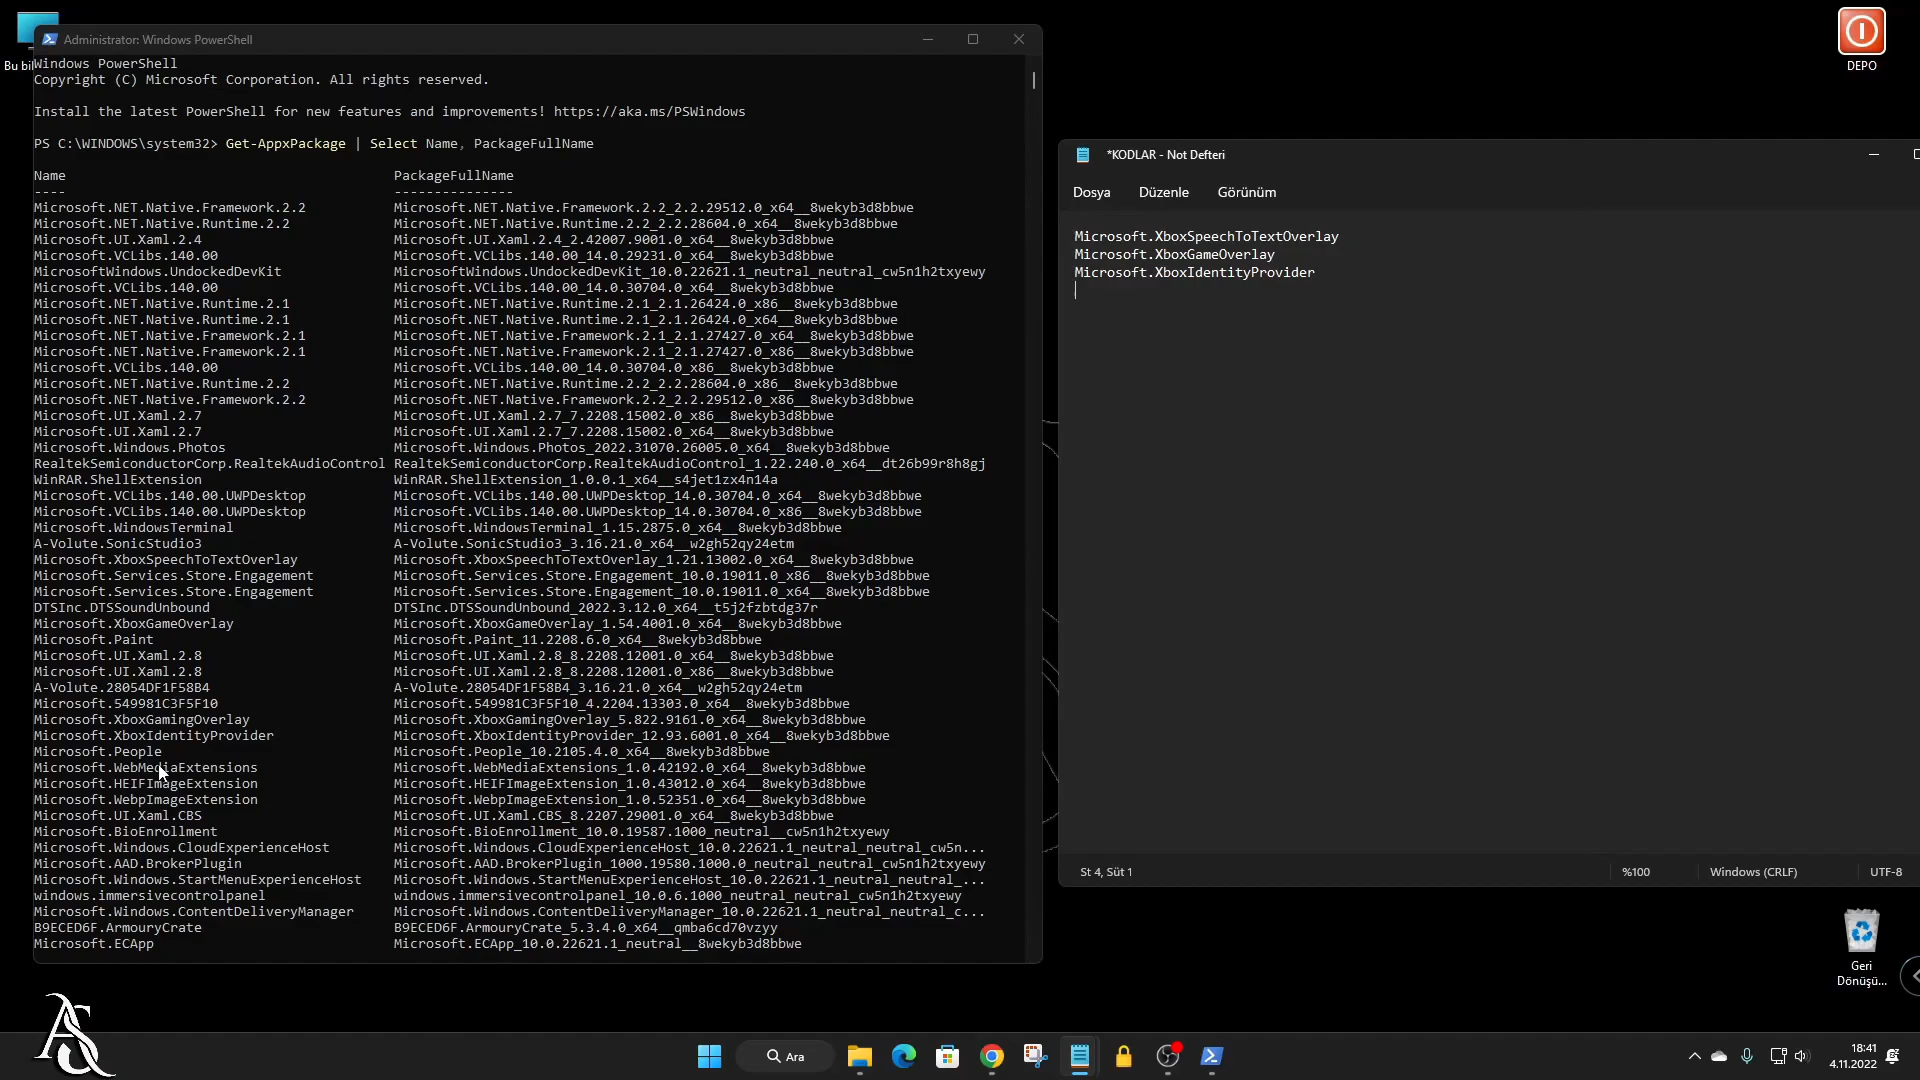 Bu bil
Administrator: Windows PowerShell
Windows PowerShell
Copyright (C) Microsoft Corporation. All rights reserved.
Install the latest PowerShell for new features and improvements! https://aka.ms/PSWindows
PS C:\WINDOWS\system32> Get-AppxPackage | Select Name, PackageFullName
Name PackageFullName
---- ---------------
Microsoft.NET.Native.Framework.2.2 Microsoft.NET.Native.Framework.2.2_2.2.29512.0_x64__8wekyb3d8bbwe
Microsoft.NET.Native.Runtime.2.2 Microsoft.NET.Native.Runtime.2.2_2.2.28604.0_x64__8wekyb3d8bbwe
Microsoft.UI.Xaml.2.4 Microsoft.UI.Xaml.2.4_2.42007.9001.0_x64__8wekyb3d8bbwe
Microsoft.VCLibs.140.00 Microsoft.VCLibs.140.00_14.0.29231.0_x64__8wekyb3d8bbwe
MicrosoftWindows.UndockedDevKit MicrosoftWindows.UndockedDevKit_10.0.22621.1_neutral_neutral_cw5n1h2txyewy
Microsoft.VCLibs.140.00 Microsoft.VCLibs.140.00_14.0.30704.0_x64__8wekyb3d8bbwe
Microsoft.NET.Native.Runtime.2.1 Microsoft.NET.Native.Runtime.2.1_2.1.26424.0_x86__8wekyb3d8bbwe
Microsoft.NET.Native.Runtime.2.1 Microsoft.NET.Native.Runtime.2.1_2.1.26424.0_x64__8wekyb3d8bbwe
Microsoft.NET.Native.Framework.2.1 Microsoft.NET.Native.Framework.2.1_2.1.27427.0_x64__8wekyb3d8bbwe
Microsoft.NET.Native.Framework.2.1 Microsoft.NET.Native.Framework.2.1_2.1.27427.0_x86__8wekyb3d8bbwe
Microsoft.VCLibs.140.00 Microsoft.VCLibs.140.00_14.0.30704.0_x86__8wekyb3d8bbwe
Microsoft.NET.Native.Runtime.2.2 Microsoft.NET.Native.Runtime.2.2_2.2.28604.0_x86__8wekyb3d8bbwe
Microsoft.NET.Native.Framework.2.2 Microsoft.NET.Native.Framework.2.2_2.2.29512.0_x86__8wekyb3d8bbwe
Microsoft.UI.Xaml.2.7 Microsoft.UI.Xaml.2.7_7.2208.15002.0_x86__8wekyb3d8bbwe
Microsoft.UI.Xaml.2.7 Microsoft.UI.Xaml.2.7_7.2208.15002.0_x64__8wekyb3d8bbwe
Microsoft.Windows.Photos Microsoft.Windows.Photos_2022.31070.26005.0_x64__8wekyb3d8bbwe
RealtekSemiconductorCorp.RealtekAudioControl RealtekSemiconductorCorp.RealtekAudioControl_1.22.240.0_x64__dt26b99r8h8gj
WinRAR.ShellExtension WinRAR.ShellExtension_1.0.0.1_x64__s4jet1zx4n14a
Microsoft.VCLibs.140.00.UWPDesktop Microsoft.VCLibs.140.00.UWPDesktop_14.0.30704.0_x64__8wekyb3d8bbwe
Microsoft.VCLibs.140.00.UWPDesktop Microsoft.VCLibs.140.00.UWPDesktop_14.0.30704.0_x86__8wekyb3d8bbwe
Microsoft.WindowsTerminal Microsoft.WindowsTerminal_1.15.2875.0_x64__8wekyb3d8bbwe
A-Volute.SonicStudio3 A-Volute.SonicStudio3_3.16.21.0_x64__w2gh52qy24etm
Microsoft.XboxSpeechToTextOverlay Microsoft.XboxSpeechToTextOverlay_1.21.13002.0_x64__8wekyb3d8bbwe
Microsoft.Services.Store.Engagement Microsoft.Services.Store.Engagement_10.0.19011.0_x86__8wekyb3d8bbwe
Microsoft.Services.Store.Engagement Microsoft.Services.Store.Engagement_10.0.19011.0_x64__8wekyb3d8bbwe
DTSInc.DTSSoundUnbound DTSInc.DTSSoundUnbound_2022.3.12.0_x64__t5j2fzbtdg37r
Microsoft.XboxGameOverlay Microsoft.XboxGameOverlay_1.54.4001.0_x64__8wekyb3d8bbwe
Microsoft.Paint Microsoft.Paint_11.2208.6.0_x64__8wekyb3d8bbwe
Microsoft.UI.Xaml.2.8 Microsoft.UI.Xaml.2.8_8.2208.12001.0_x64__8wekyb3d8bbwe
Microsoft.UI.Xaml.2.8 Microsoft.UI.Xaml.2.8_8.2208.12001.0_x86__8wekyb3d8bbwe
A-Volute.28054DF1F58B4 A-Volute.28054DF1F58B4_3.16.21.0_x64__w2gh52qy24etm
Microsoft.549981C3F5F10 Microsoft.549981C3F5F10_4.2204.13303.0_x64__8wekyb3d8bbwe
Microsoft.XboxGamingOverlay Microsoft.XboxGamingOverlay_5.822.9161.0_x64__8wekyb3d8bbwe
Microsoft.XboxIdentityProvider Microsoft.XboxIdentityProvider_12.93.6001.0_x64__8wekyb3d8bbwe
Microsoft.People Microsoft.People_10.2105.4.0_x64__8wekyb3d8bbwe
Microsoft.WebMediaExtensions Microsoft.WebMediaExtensions_1.0.42192.0_x64__8wekyb3d8bbwe
Microsoft.HEIFImageExtension Microsoft.HEIFImageExtension_1.0.43012.0_x64__8wekyb3d8bbwe
Microsoft.WebpImageExtension Microsoft.WebpImageExtension_1.0.52351.0_x64__8wekyb3d8bbwe
Microsoft.UI.Xaml.CBS Microsoft.UI.Xaml.CBS_8.2207.29001.0_x64__8wekyb3d8bbwe
Microsoft.BioEnrollment Microsoft.BioEnrollment_10.0.19587.1000_neutral__cw5n1h2txyewy
Microsoft.Windows.CloudExperienceHost Microsoft.Windows.CloudExperienceHost_10.0.22621.1_neutral_neutral_cw5n...
Microsoft.AAD.BrokerPlugin Microsoft.AAD.BrokerPlugin_1000.19580.1000.0_neutral_neutral_cw5n1h2txyewy
Microsoft.Windows.StartMenuExperienceHost Microsoft.Windows.StartMenuExperienceHost_10.0.22621.1_neutral_neutral_...
windows.immersivecontrolpanel windows.immersivecontrolpanel_10.0.6.1000_neutral_neutral_cw5n1h2txyewy
Microsoft.Windows.ContentDeliveryManager Microsoft.Windows.ContentDeliveryManager_10.0.22621.1_neutral_neutral_c...
B9ECED6F.ArmouryCrate B9ECED6F.ArmouryCrate_5.3.4.0_x64__qmba6cd70vzyy
Microsoft.ECApp Microsoft.ECApp_10.0.22621.1_neutral__8wekyb3d8bbwe
DEPO
*KODLAR - Not Defteri
Dosya Düzenle Görünüm
Microsoft.XboxSpeechToTextOverlay
Microsoft.XboxGameOverlay
Microsoft.XboxIdentityProvider
St 4, Süt 1 %100 Windows (CRLF) UTF-8
Geri
Dönüşü...
AS
Ara
18:41
4.11.2022